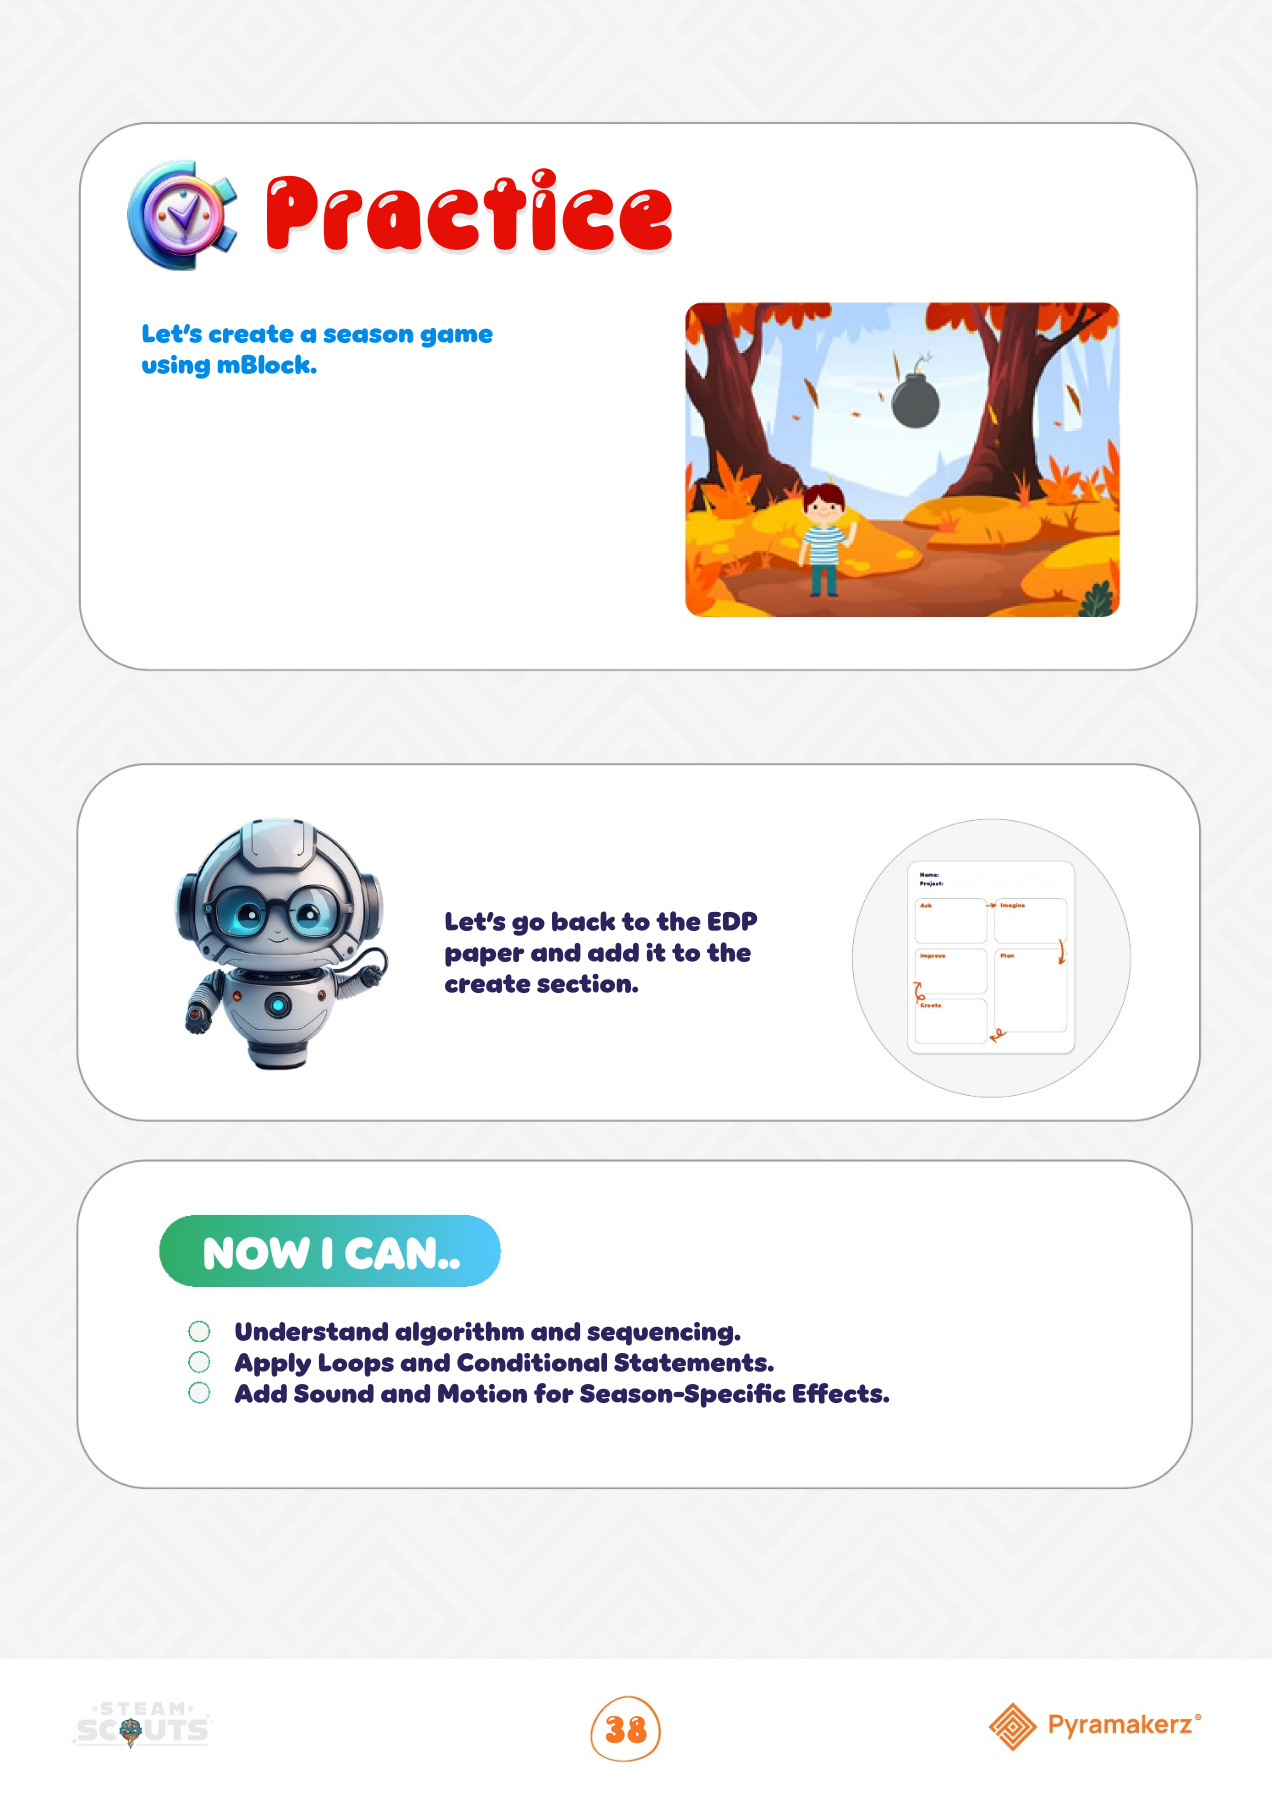 Practice
Let's create a season game
using mBlock.
Let's go back to the EDP
paper and add it to the
create section.
Name:
Project:
Ask
Imagine
Improve
Plan
Create
NOW I CAN..
Understand algorithm and sequencing.
Apply Loops and Conditional Statements.
Add Sound and Motion for Season-Specific Effects.
STEAM
SCOUTS
38
Pyramakerz®